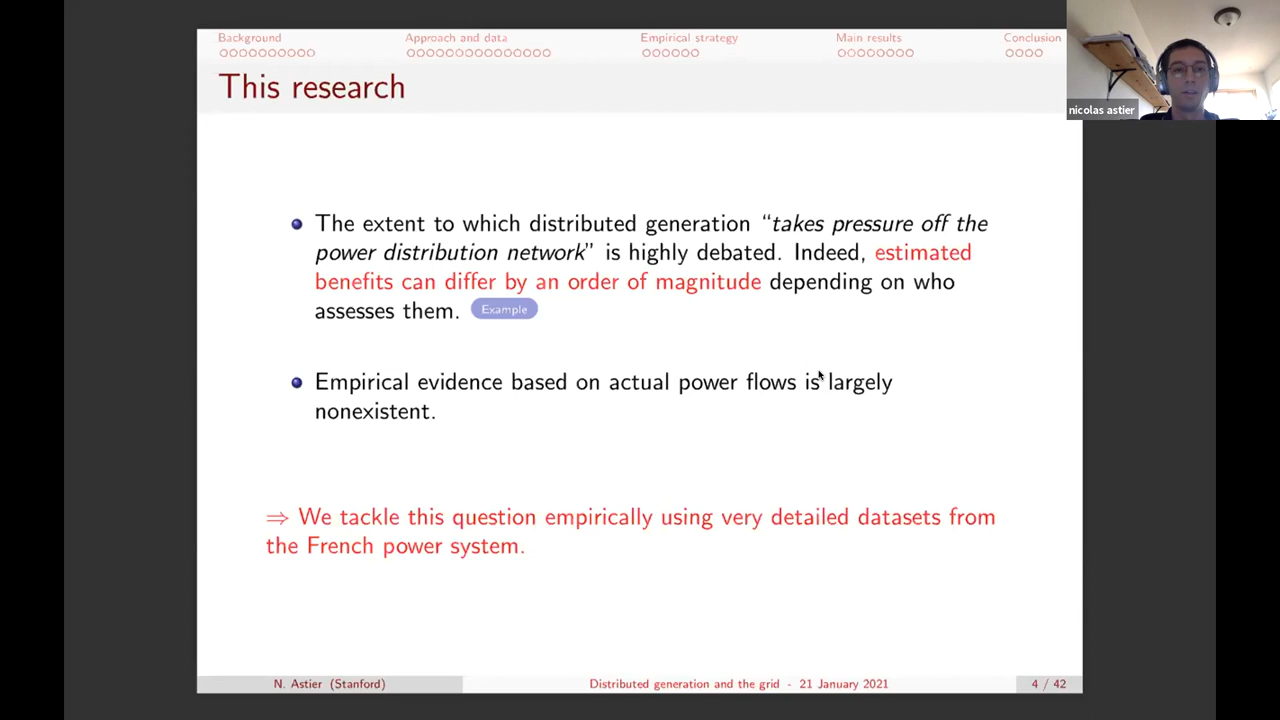 Background
Approach and data
Empirical strategy
Main results
Conclusion
This research
nicolas astier
The extent to which distributed generation “takes pressure off the
power distribution network” is highly debated. Indeed, estimated
benefits can differ by an order of magnitude depending on who
assesses them. Example
Empirical evidence based on actual power flows is largely
nonexistent.
⇒ We tackle this question empirically using very detailed datasets from
the French power system.
N. Astier (Stanford)
Distributed generation and the grid - 21 January 2021
4 / 42